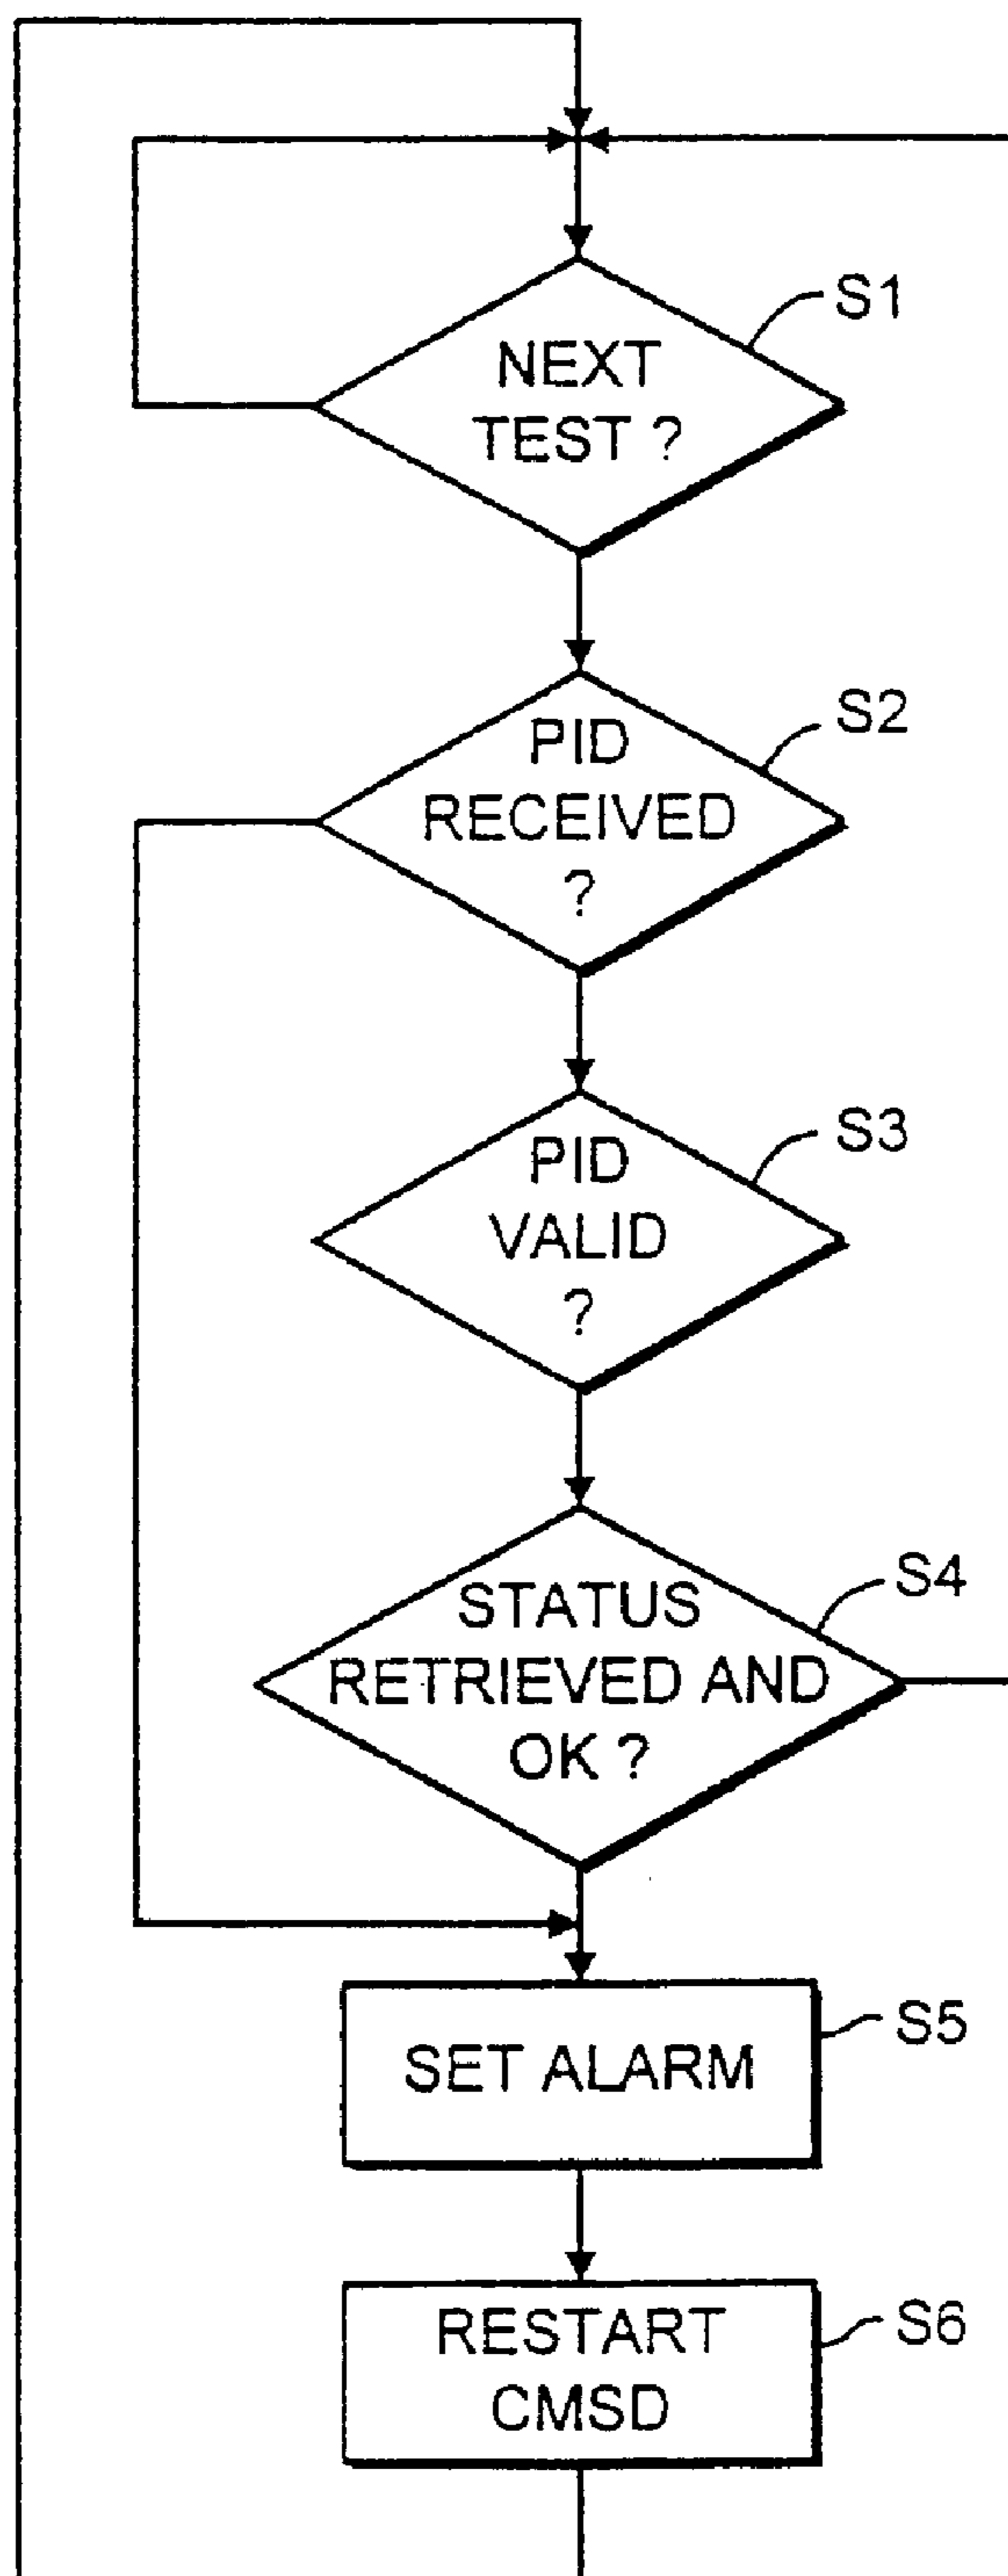 S1
NEXT
TEST ?
S2
PID
RECEIVED
?
S3
PID
VALID
?
S4
STATUS
RETRIEVED AND
OK ?
S5
SET ALARM
S6
RESTART
CMSD